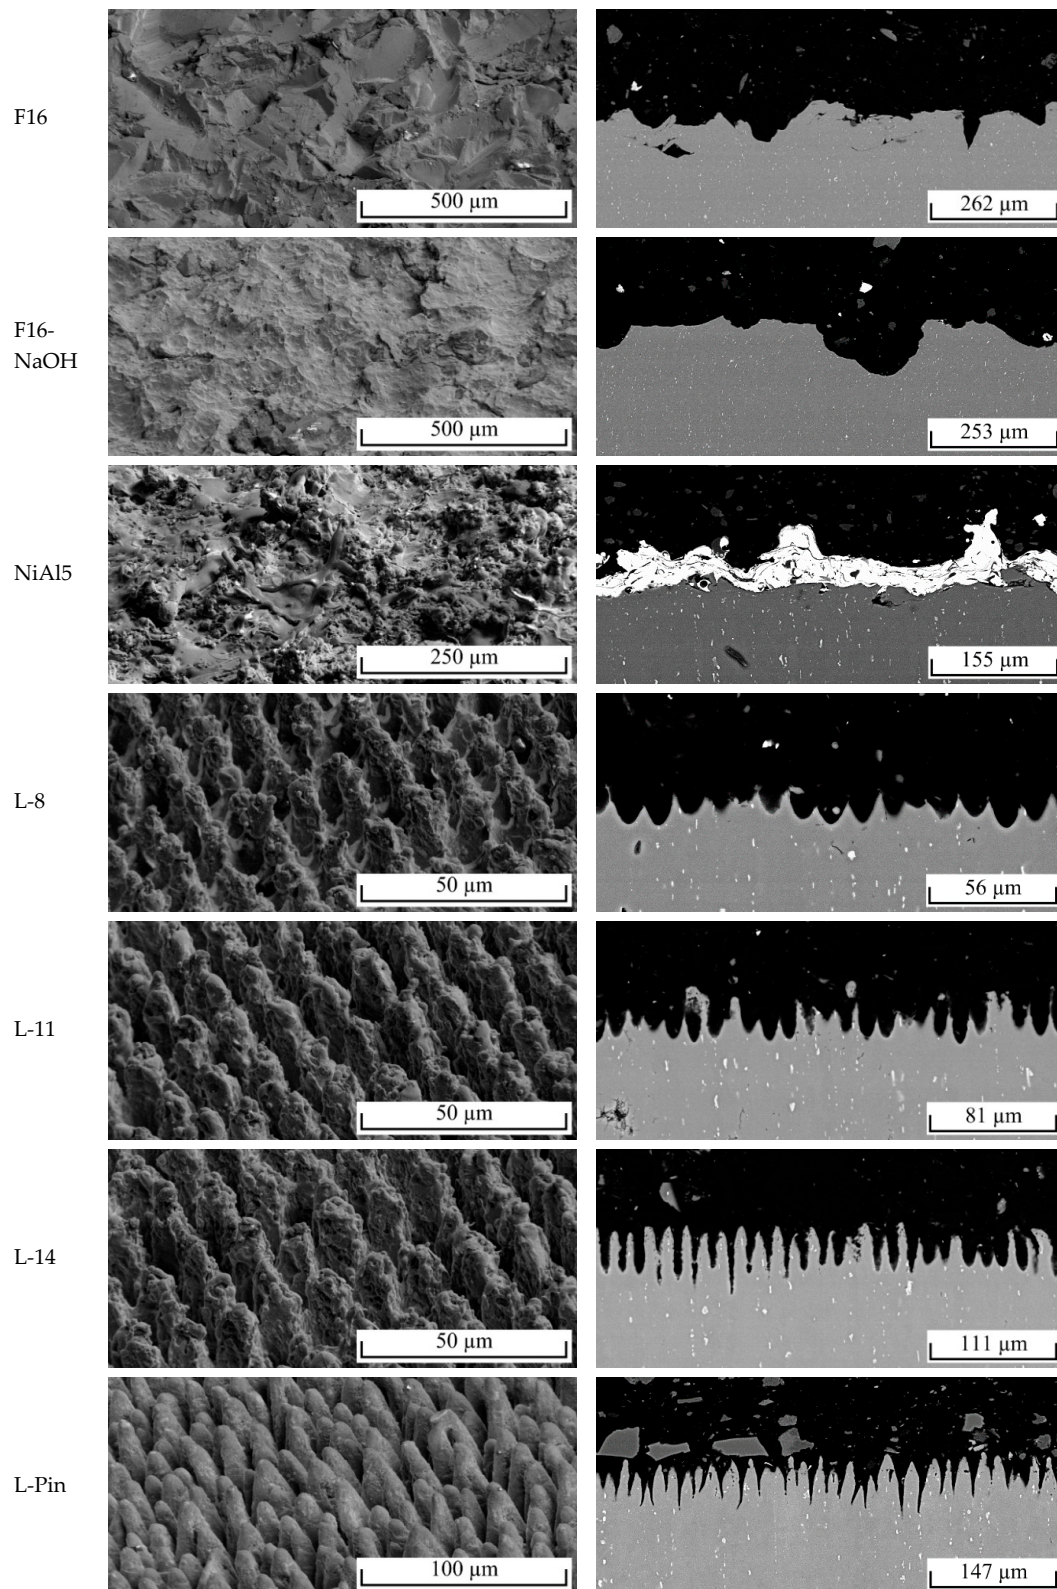 F16
500 µm
262 µm
F16-
NaOH
500 µm
253 µm
NiAl5
250 µm
155 µm
L-8
50 µm
56 µm
L-11
50 µm
81 µm
L-14
50 µm
111 µm
L-Pin
100 µm
147 µm